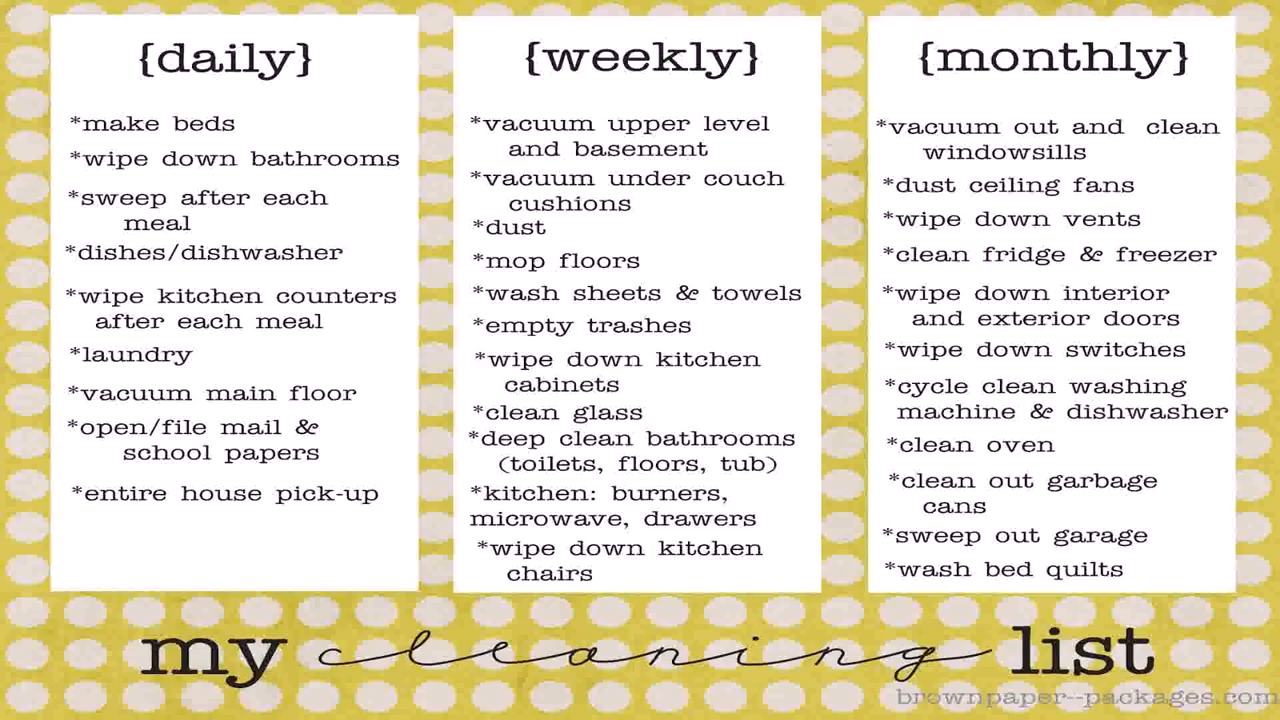 {daily}
*make beds
*wipe down bathrooms
*sweep after each
meal
*dishes/dishwasher
*wipe kitchen counters
after each meal
*laundry
*vacuum main floor
*open/file mail &
school papers
*entire house pick-up
{weekly}
*vacuum upper level
and basement
*vacuum under couch
cushions
*dust
*mop floors
*wash sheets & towels
*empty trashes
*wipe down kitchen
cabinets
*clean glass
*deep clean bathrooms
(toilets, floors, tub)
*kitchen: burners,
microwave, drawers
*wipe down kitchen
chairs
{monthly}
*vacuum out and clean
windowsills
*dust ceiling fans
*wipe down vents
*clean fridge & freezer
*wipe down interior
and exterior doors
*wipe down switches
*cycle clean washing
machine & dishwasher
*clean oven
*clean out garbage
cans
*sweep out garage
*wash bed quilts
my cleaning list
brownpaper--packages.com